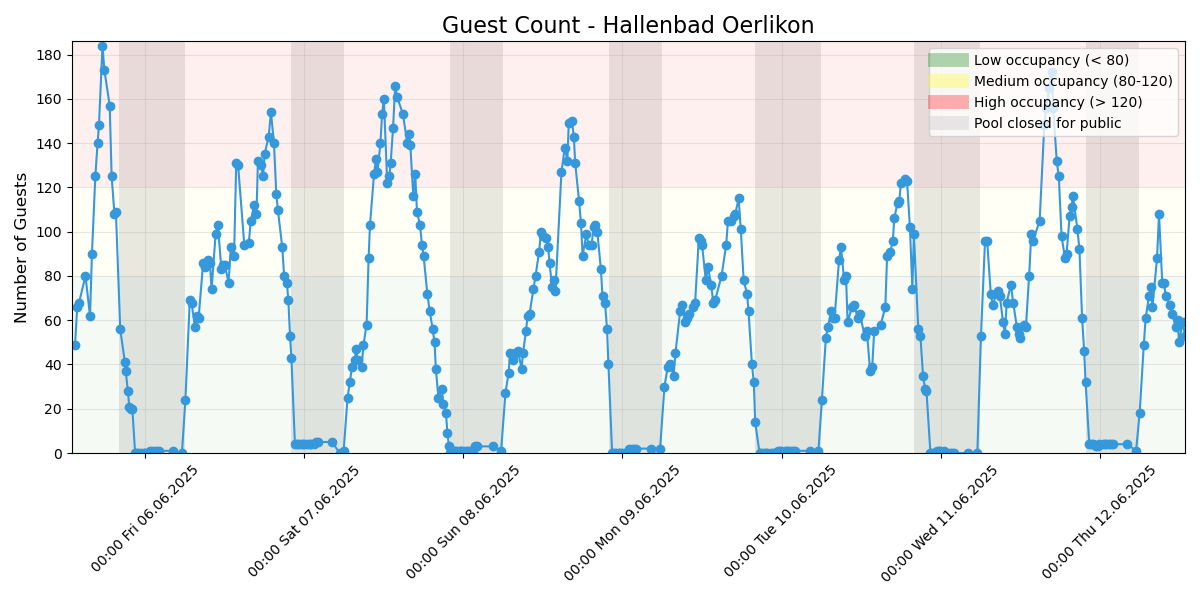 Guest Count - Hallenbad Oerlikon
Number of Guests
180
160
140
120
100
80
60
40
20
0
Low occupancy (< 80)
Medium occupancy (80-120)
High occupancy (> 120)
Pool closed for public
00:00 Fri 06.06.2025
00:00 Sat 07.06.2025
00:00 Sun 08.06.2025
00:00 Mon 09.06.2025
00:00 Tue 10.06.2025
00:00 Wed 11.06.2025
00:00 Thu 12.06.2025